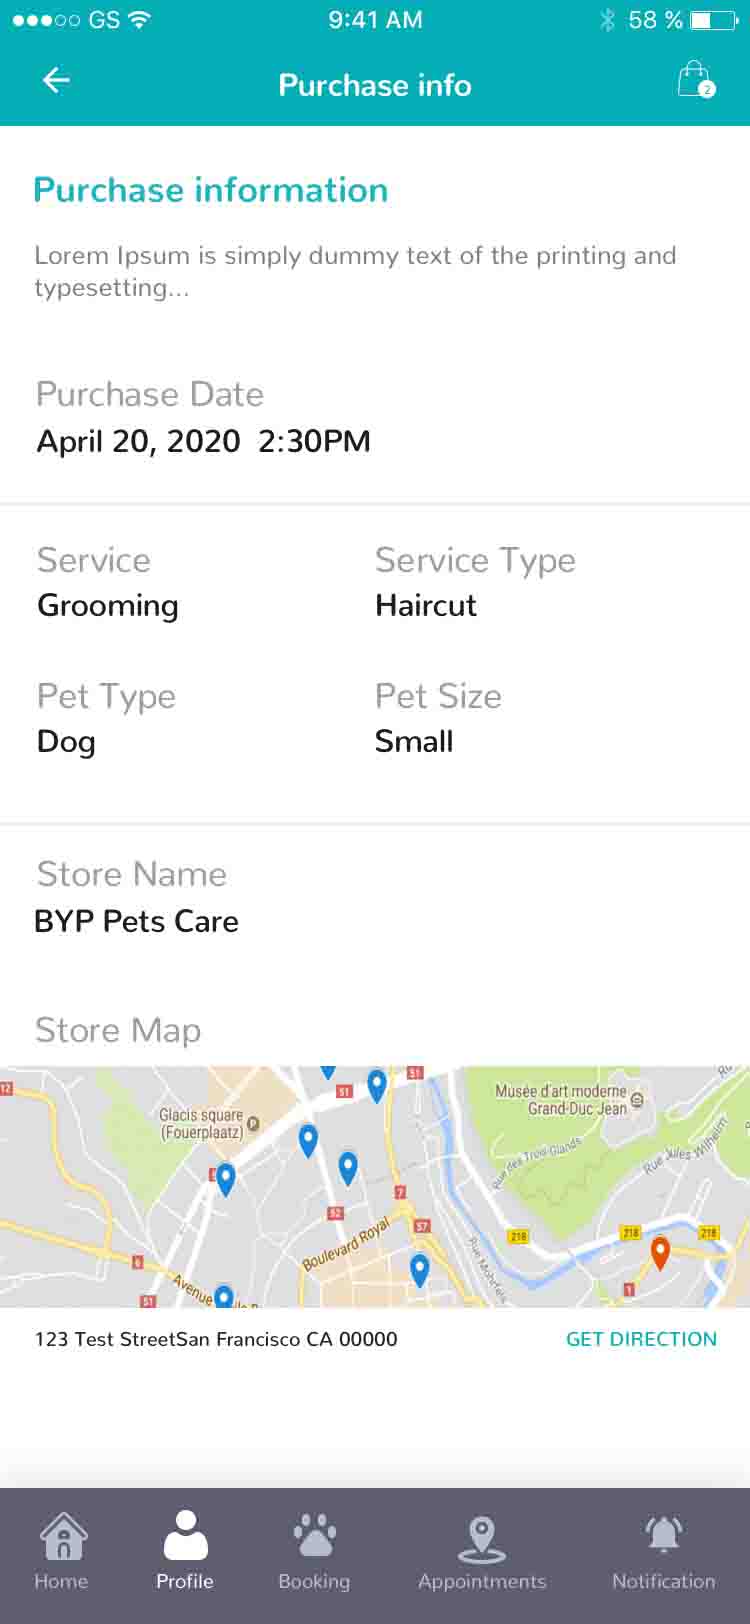 GS 9:41 AM 58 %
Purchase info
2
Purchase information
Lorem Ipsum is simply dummy text of the printing and
typesetting...
Purchase Date
April 20, 2020 2:30PM
Service Service Type
Grooming Haircut
Pet Type Pet Size
Dog Small
Store Name
BYP Pets Care
Store Map
51
12
51
Musée d'art moderne
Grand-Duc Jean
Glacis square
(Fouerplaatz)
P
Rue des Trois Glands
Rue Jules Wilhelm
7
52
57
218
218
218
Boulevard Royal
Rue Mohrfels
6
Avenue
51
1
123 Test StreetSan Francisco CA 00000 GET DIRECTION
Home Profile Booking Appointments Notification